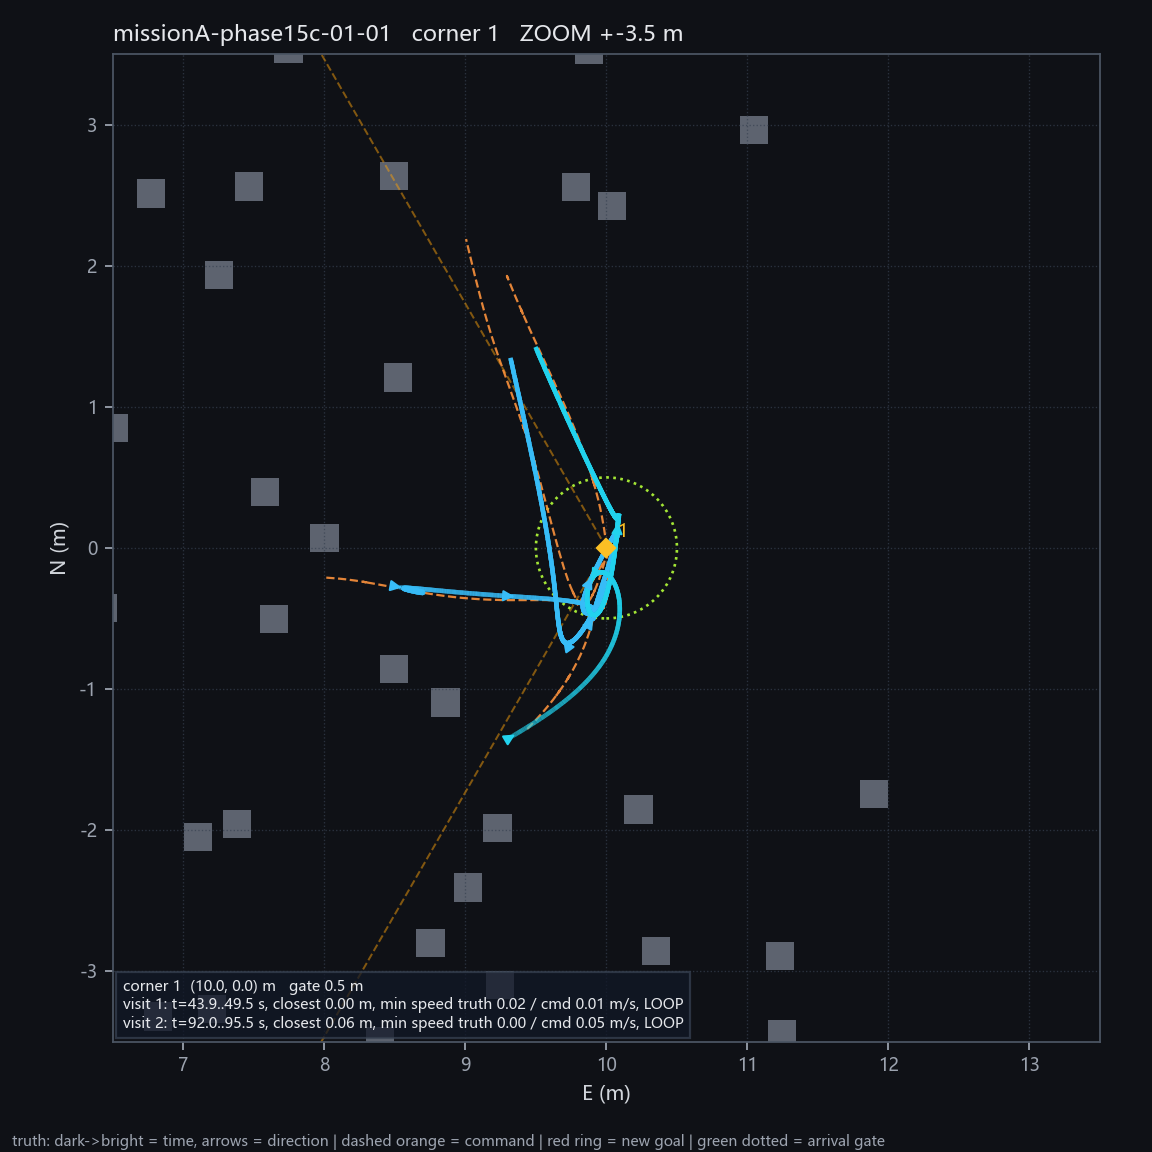 missionA-phase15c-01-01   corner 1   ZOOM +-3.5 m
3
2
1
0
-1
-2
-3
N (m)
corner 1  (10.0, 0.0) m   gate 0.5 m
visit 1: t=43.9..49.5 s, closest 0.00 m, min speed truth 0.02 / cmd 0.01 m/s, LOOP
visit 2: t=92.0..95.5 s, closest 0.06 m, min speed truth 0.00 / cmd 0.05 m/s, LOOP
7 8 9 10 11 12 13
E (m)
truth: dark->bright = time, arrows = direction | dashed orange = command | red ring = new goal | green dotted = arrival gate